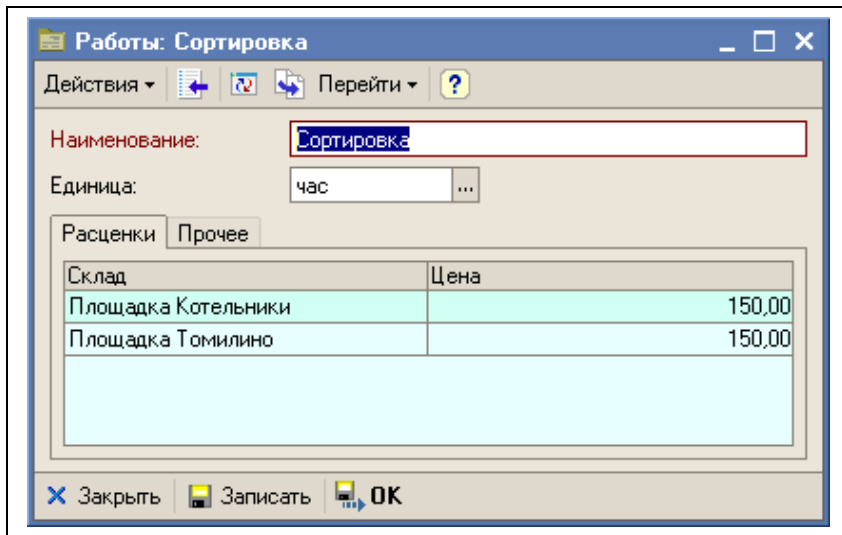 Работы: Сортировка
Действия Перейти ?
Наименование: Сортировка
Единица: час ...
Расценки Прочее
Склад Цена
Площадка Котельники 150,00
Площадка Томилино 150,00
Закрыть Записать OK